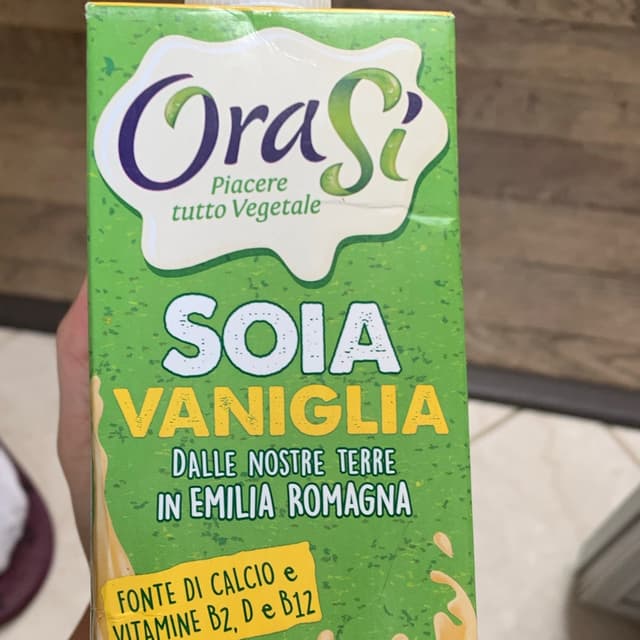 OraSì
Piacere
tutto Vegetale
SOIA
VANIGLIA
DALLE NOSTRE TERRE
IN EMILIA ROMAGNA
FONTE DI CALCIO e
VITAMINE B2, D e B12